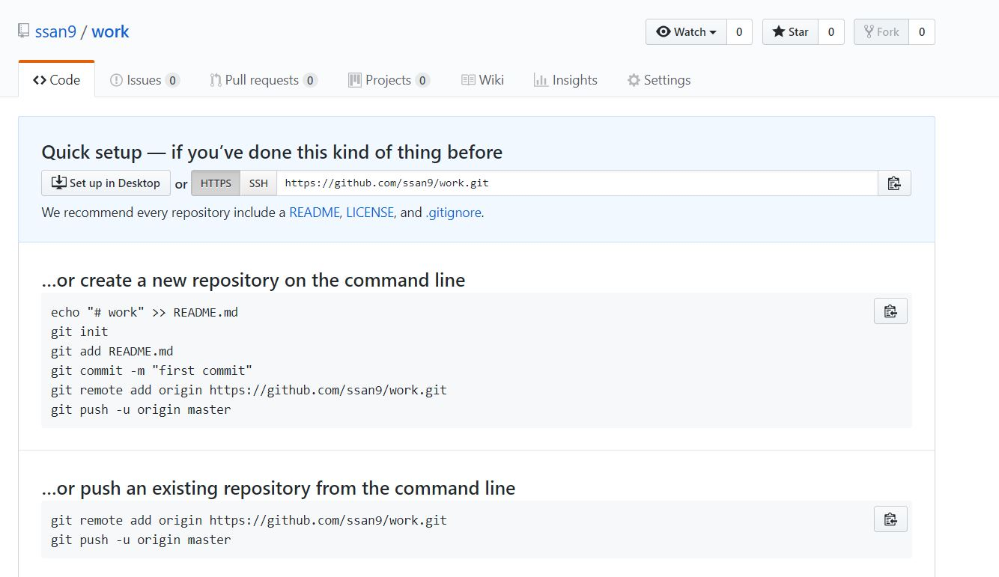 ssan9 / work
Watch 0 Star 0 Fork 0
Code Issues 0 Pull requests 0 Projects 0 Wiki Insights Settings
Quick setup — if you’ve done this kind of thing before
Set up in Desktop or HTTPS SSH https://github.com/ssan9/work.git
We recommend every repository include a README, LICENSE, and .gitignore.
…or create a new repository on the command line
echo "# work" >> README.md
git init
git add README.md
git commit -m "first commit"
git remote add origin https://github.com/ssan9/work.git
git push -u origin master
…or push an existing repository from the command line
git remote add origin https://github.com/ssan9/work.git
git push -u origin master